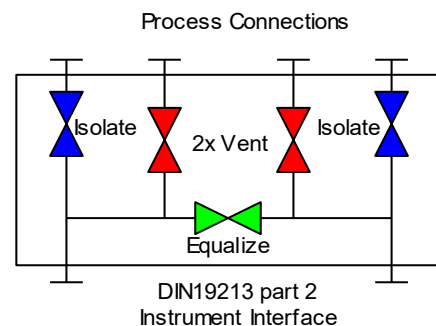 Process Connections
Isolate
2x Vent
Isolate
Equalize
DIN19213 part 2
Instrument Interface